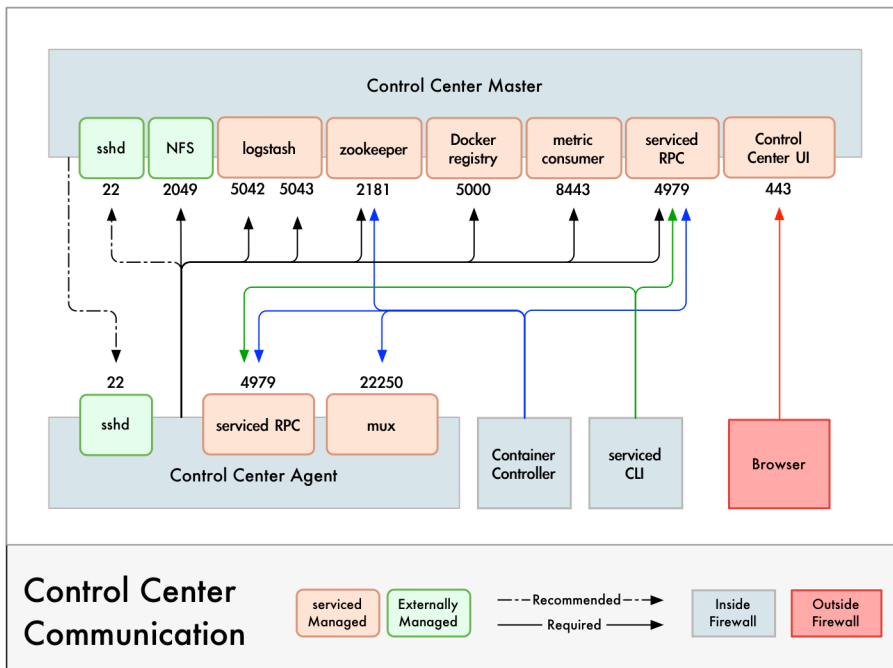 Control Center Master
sshd
NFS
logstash
zookeeper
Docker
registry
metric
consumer
serviced
RPC
Control
Center UI
22
2049
5042
5043
2181
5000
8443
4979
443
22
4979
22250
sshd
serviced RPC
mux
Control Center Agent
Container
Controller
serviced
CLI
Browser
Control Center
Communication
serviced
Managed
Externally
Managed
Recommended
Required
Inside
Firewall
Outside
Firewall